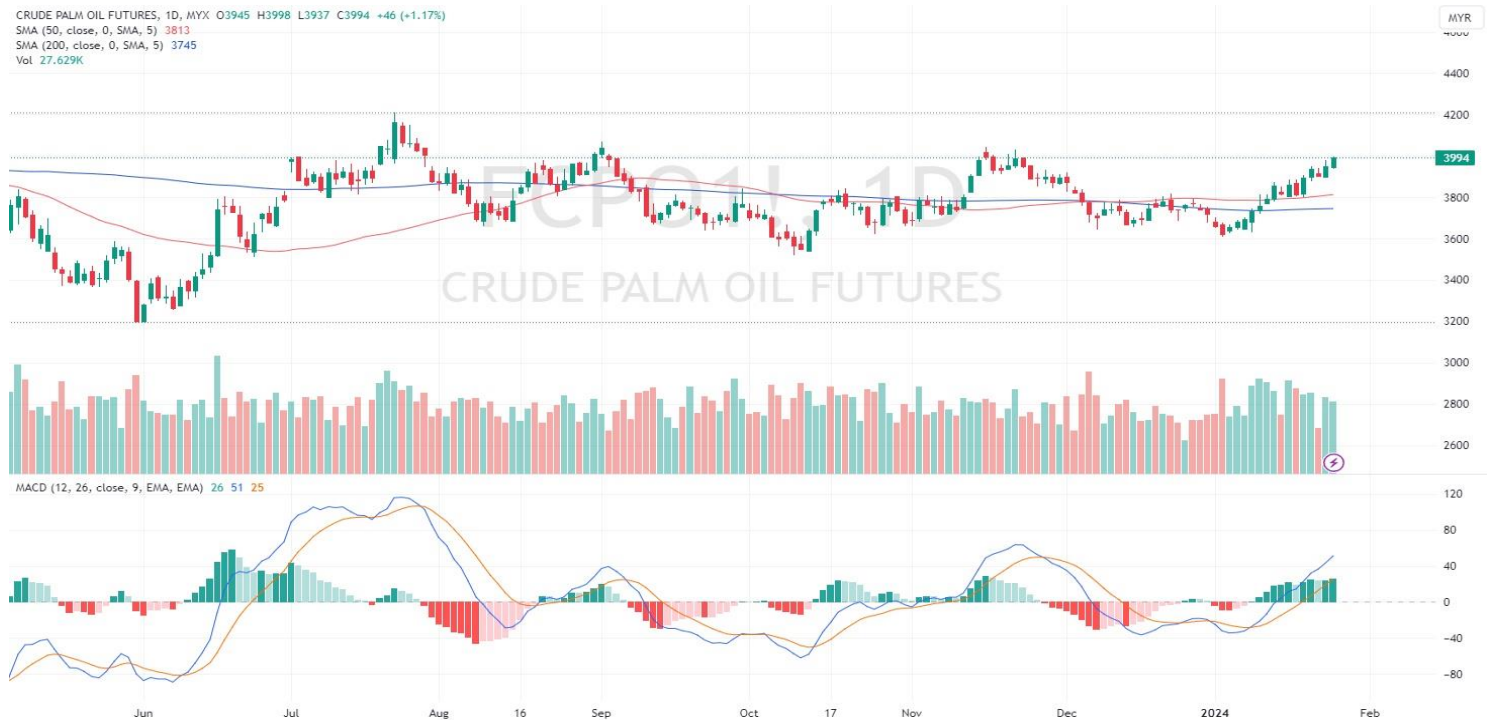 CRUDE PALM OIL FUTURES, 1D, MYX O3945 H3998 L3937 C3994 +46 (+1.17%)
SMA (50, close, 0, SMA, 5) 3813
SMA (200, close, 0, SMA, 5) 3745
Vol 27.629K
MYR
4600
4400
4200
3994
3800
3600
3400
3200
3000
2800
2600
FCPO1!, 1D
CRUDE PALM OIL FUTURES
MACD (12, 26, close, 9, EMA, EMA) 26 51 25
120
80
40
0
−40
−80
Jun Jul Aug 16 Sep Oct 17 Nov Dec 2024 Feb